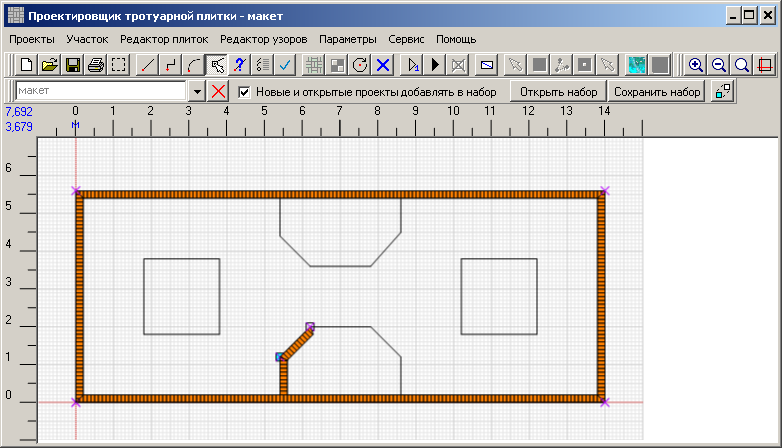 Проектировщик тротуарной плитки - макет
Проекты Участок Редактор плиток Редактор узоров Параметры Сервис Помощь
макет Новые и открытые проекты добавлять в набор Открыть набор Сохранить набор
7,692 0 1 2 3 4 5 6 7 8 9 10 11 12 13 14
3,679 м
6
5
4
3
2
1
0